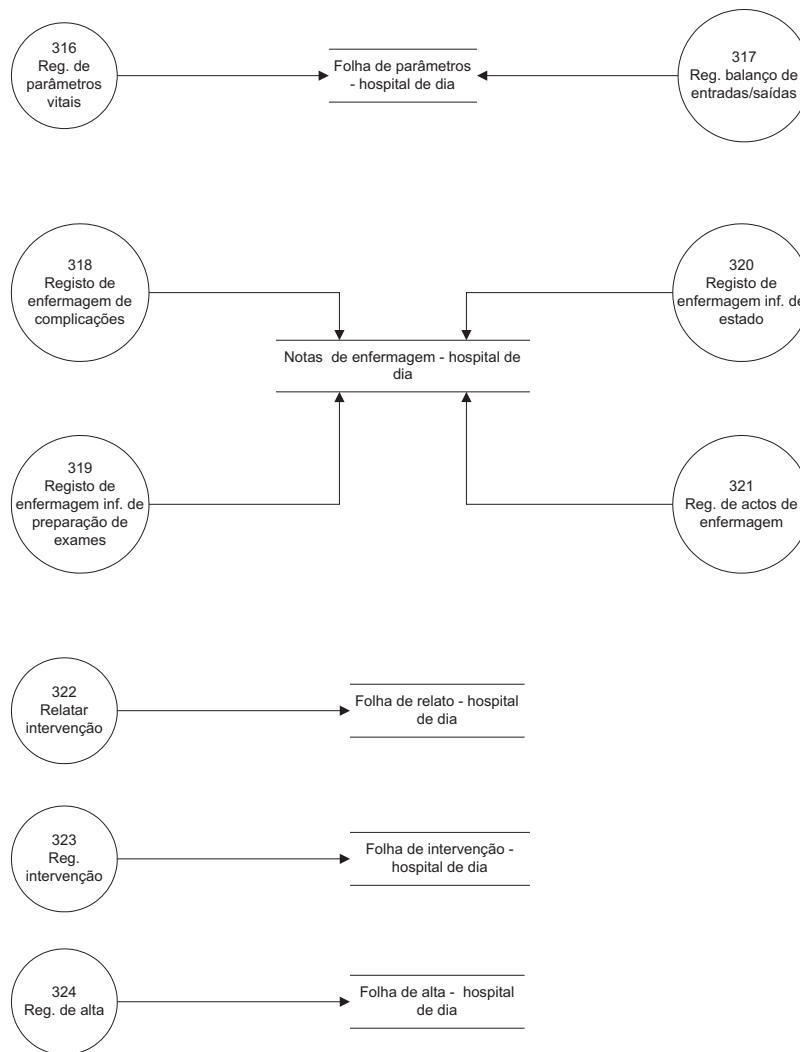 316
Reg. de
parâmetros
vitais
Folha de parâmetros
- hospital de dia
317
Reg. balanço de
entradas/saídas
318
Registo de
enfermagem de
complicações
320
Registo de
enfermagem inf. de
estado
Notas de enfermagem - hospital de
dia
319
Registo de
enfermagem inf. de
preparação de
exames
321
Reg. de actos de
enfermagem
322
Relatar
intervenção
Folha de relato - hospital
de dia
323
Reg.
intervenção
Folha de intervenção -
hospital de dia
324
Reg. de alta
Folha de alta - hospital
de dia